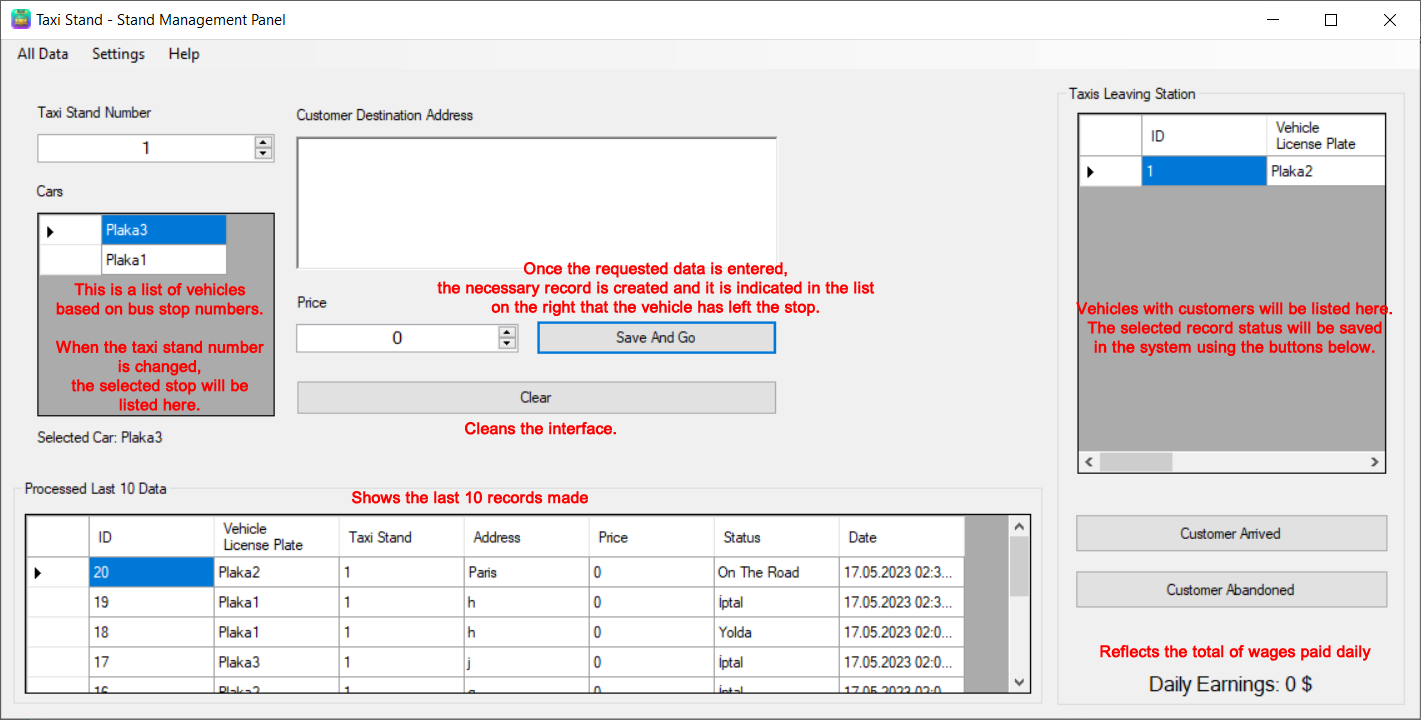 Taxi Stand - Stand Management Panel
All Data Settings Help
Taxi Stand Number
1
Cars
Plaka3
Plaka1
This is a list of vehicles
based on bus stop numbers.
When the taxi stand number
is changed,
the selected stop will be
listed here.
Selected Car: Plaka3
Customer Destination Address
Once the requested data is entered,
the necessary record is created and it is indicated in the list
on the right that the vehicle has left the stop.
Price
0
Save And Go
Clear
Cleans the interface.
Taxis Leaving Station
ID Vehicle
License Plate
1 Plaka2
Vehicles with customers will be listed here.
The selected record status will be saved
in the system using the buttons below.
Customer Arrived
Customer Abandoned
Reflects the total of wages paid daily
Daily Earnings: 0 $
Processed Last 10 Data
Shows the last 10 records made
ID Vehicle
License Plate Taxi Stand Address Price Status Date
20 Plaka2 1 Paris 0 On The Road 17.05.2023 02:3...
19 Plaka1 1 h 0 İptal 17.05.2023 02:3...
18 Plaka1 1 h 0 Yolda 17.05.2023 02:0...
17 Plaka3 1 j 0 İptal 17.05.2023 02:0...
16 Plaka2 1 0 İptal 17.05.2023 02:0...